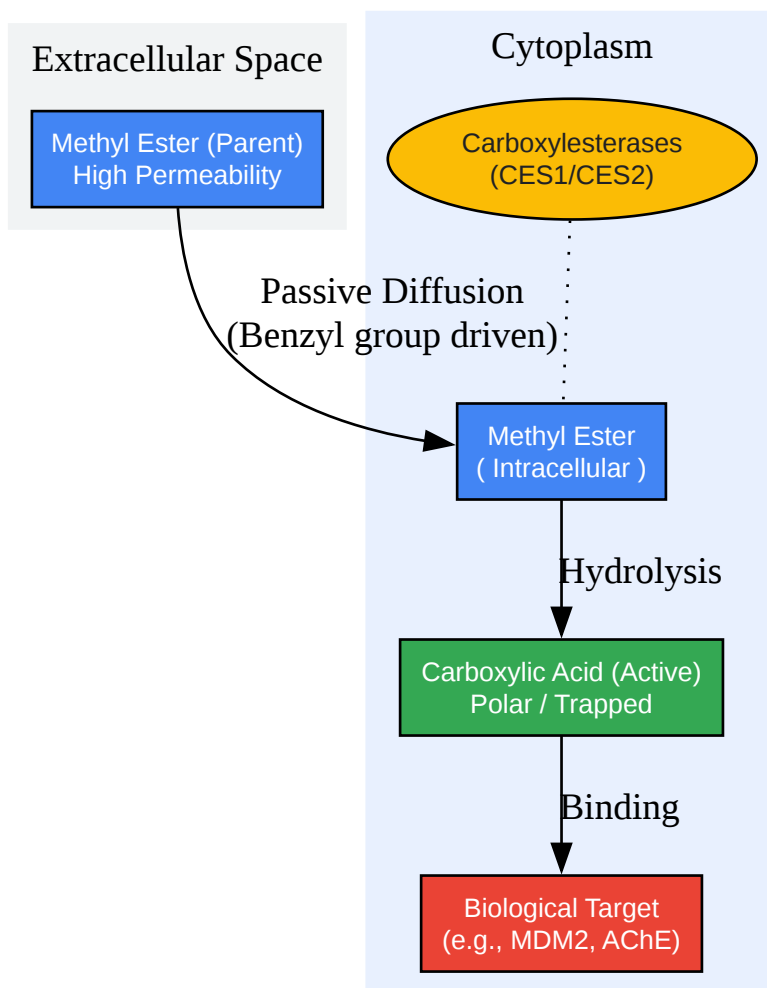 Extracellular Space
Methyl Ester (Parent)
High Permeability
Cytoplasm
Carboxylesterases
(CES1/CES2)
Passive Diffusion
(Benzyl group driven)
Methyl Ester
( Intracellular )
Hydrolysis
Carboxylic Acid (Active)
Polar / Trapped
Binding
Biological Target
(e.g., MDM2, AChE)